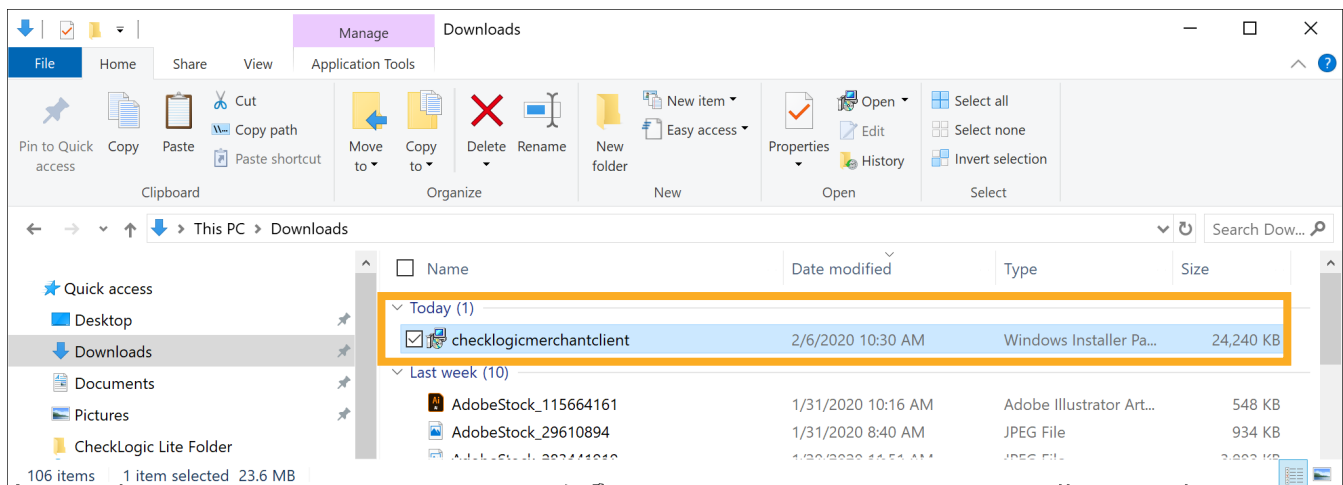 Manage Downloads
File Home Share View Application Tools
Pin to Quick access
Copy
Paste
Cut
Copy path
Paste shortcut
Clipboard
Move to
Copy to
Delete
Rename
Organize
New folder
New item
Easy access
New
Properties
Open
Edit
History
Open
Select all
Select none
Invert selection
Select
This PC > Downloads
Search Dow...
Quick access
Desktop
Downloads
Documents
Pictures
CheckLogic Lite Folder
Name Date modified Type Size
Today (1)
checklogicmerchantclient 2/6/2020 10:30 AM Windows Installer Pa... 24,240 KB
Last week (10)
AdobeStock_115664161 1/31/2020 10:16 AM Adobe Illustrator Art... 548 KB
AdobeStock_29610894 1/31/2020 8:40 AM JPEG File 934 KB
106 items 1 item selected 23.6 MB